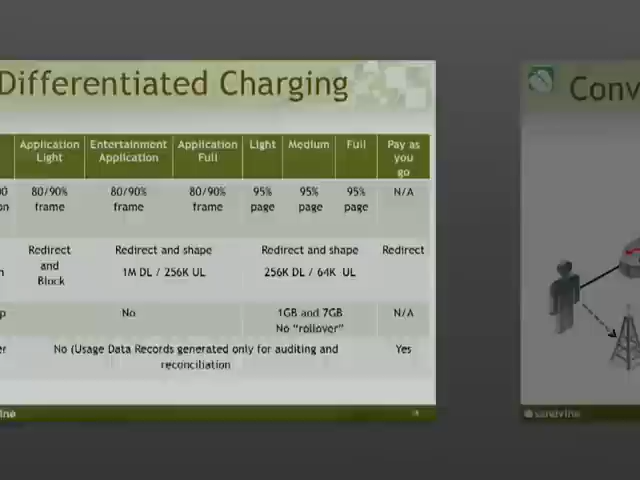 Differentiated Charging
Application Light
Entertainment Application
Application Full
Light
Medium
Full
Pay as you go
80/90% frame
80/90% frame
80/90% frame
95% page
95% page
95% page
N/A
Redirect and Block
Redirect and shape
1M DL / 256K UL
Redirect and shape
256K DL / 64K UL
Redirect
No
1GB and 7GB
No "rollover"
N/A
No (Usage Data Records generated only for auditing and
reconciliation
Yes
Conv
sandvine